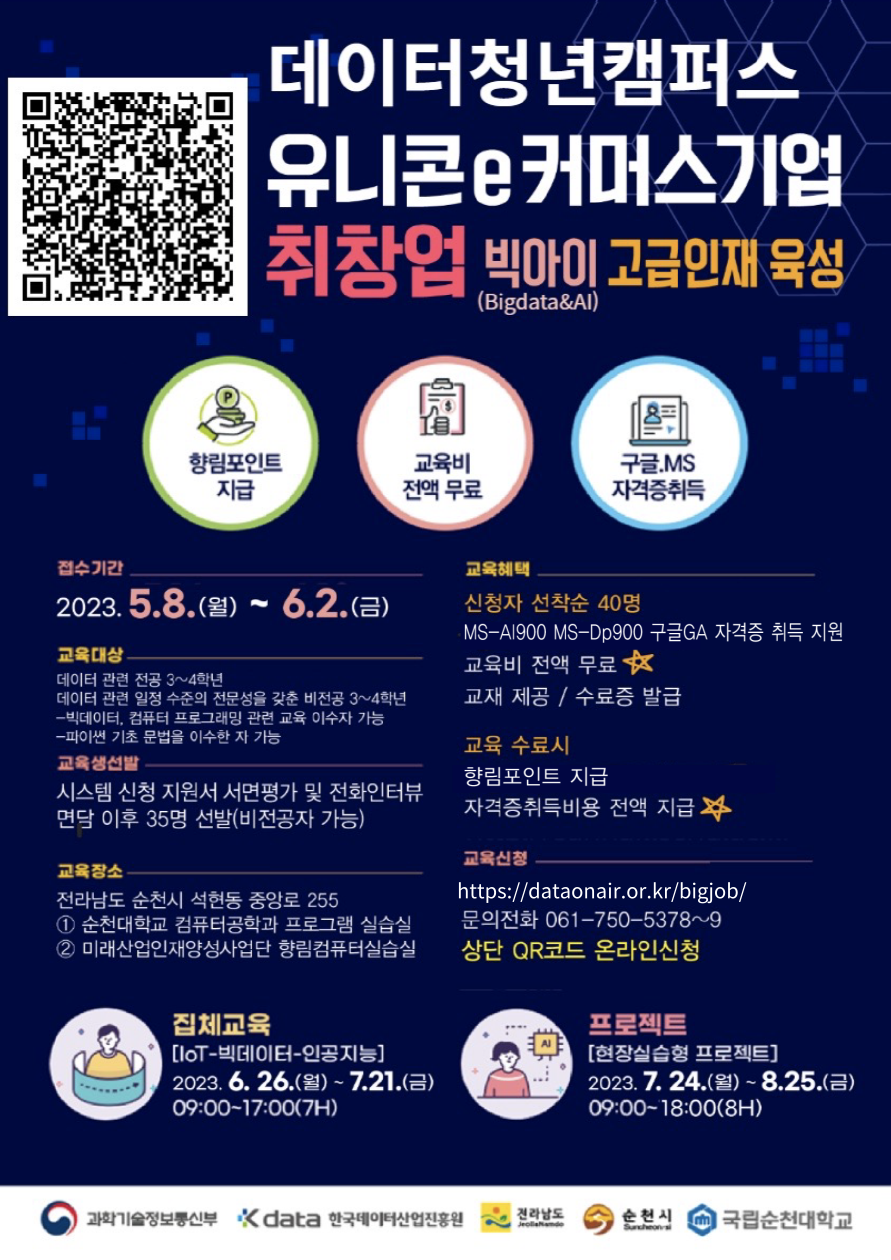 데이터청년캠퍼스
유니콘e커머스기업
취창업 빅아이 고급인재 육성
(Bigdata&AI)
P
향림포인트
지급
$
교육비
전액 무료
구글.MS
자격증취득
접수기간
2023. 5.8.(월) ~ 6.2.(금)
교육대상
데이터 관련 전공 3~4학년
데이터 관련 일정 수준의 전문성을 갖춘 비전공 3~4학년
-빅데이터, 컴퓨터 프로그래밍 관련 교육 이수자 가능
-파이썬 기초 문법을 이수한 자 가능
교육생선발
시스템 신청 지원서 서면평가 및 전화인터뷰
면담 이후 35명 선발(비전공자 가능)
교육장소
전라남도 순천시 석현동 중앙로 255
① 순천대학교 컴퓨터공학과 프로그램 실습실
② 미래산업인재양성사업단 향림컴퓨터실습실
교육혜택
신청자 선착순 40명
MS-AI900 MS-Dp900 구글GA 자격증 취득 지원
교육비 전액 무료
교재 제공 / 수료증 발급
교육 수료시
향림포인트 지급
자격증취득비용 전액 지급
교육신청
https://dataonair.or.kr/bigjob/
문의전화 061-750-5378~9
상단 QR코드 온라인신청
집체교육
[IoT-빅데이터-인공지능]
2023. 6. 26.(월) ~ 7.21.(금)
09:00~17:00(7H)
AI
프로젝트
[현장실습형 프로젝트]
2023. 7. 24.(월) ~ 8.25.(금)
09:00~18:00(8H)
과학기술정보통신부
Kdata 한국데이터산업진흥원
전라남도
JeollaNamdo
순천시
Suncheon-si
국립순천대학교